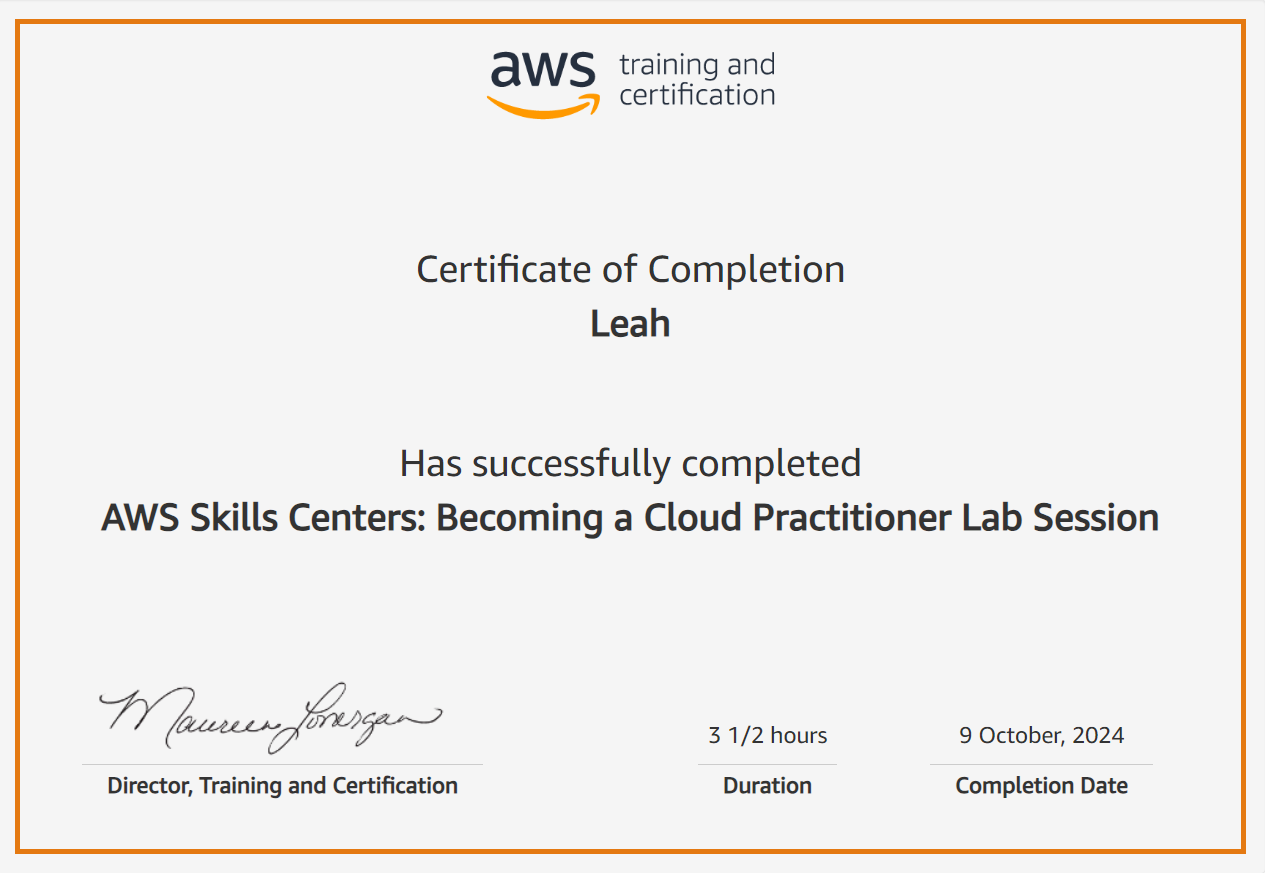 aws training and
certification
Certificate of Completion
Leah
Has successfully completed
AWS Skills Centers: Becoming a Cloud Practitioner Lab Session
Maureen Lonergan
Director, Training and Certification
3 1/2 hours
Duration
9 October, 2024
Completion Date